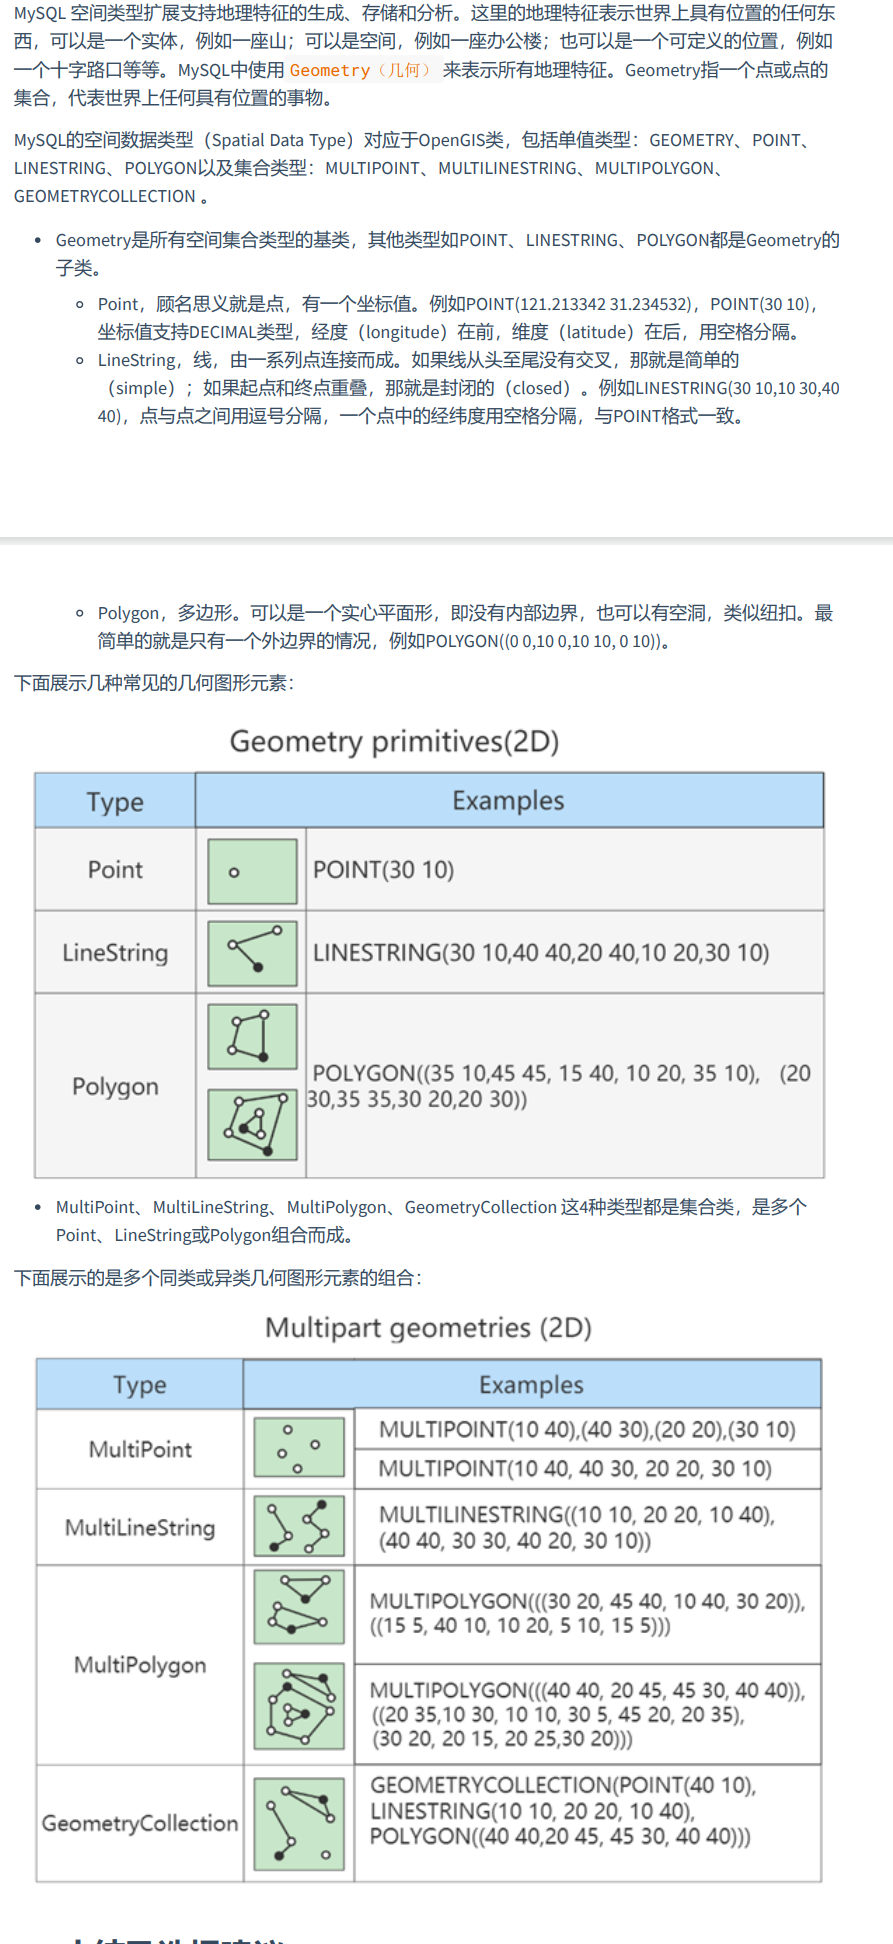 MySQL 空间类型扩展支持地理特征的生成、存储和分析。这里的地理特征表示世界上具有位置的任何东
西，可以是一个实体，例如一座山；可以是空间，例如一座办公楼；也可以是一个可定义的位置，例如
一个十字路口等等。MySQL中使用 Geometry（几何） 来表示所有地理特征。Geometry指一个点或点的
集合，代表世界上任何具有位置的事物。
MySQL的空间数据类型（Spatial Data Type）对应于OpenGIS类，包括单值类型：GEOMETRY、POINT、
LINESTRING、POLYGON以及集合类型：MULTIPOINT、MULTILINESTRING、MULTIPOLYGON、
GEOMETRYCOLLECTION 。
• Geometry是所有空间集合类型的基类，其他类型如POINT、LINESTRING、POLYGON都是Geometry的
子类。
◦ Point，顾名思义就是点，有一个坐标值。例如POINT(121.213342 31.234532)，POINT(30 10)，
坐标值支持DECIMAL类型，经度（longitude）在前，维度（latitude）在后，用空格分隔。
◦ LineString，线，由一系列点连接而成。如果线从头至尾没有交叉，那就是简单的
（simple）；如果起点和终点重叠，那就是封闭的（closed）。例如LINESTRING(30 10,10 30,40
40)，点与点之间用逗号分隔，一个点中的经纬度用空格分隔，与POINT格式一致。
◦ Polygon，多边形。可以是一个实心平面形，即没有内部边界，也可以有空洞，类似纽扣。最
简单的就是只有一个外边界的情况，例如POLYGON((0 0,10 0,10 10, 0 10))。
下面展示几种常见的几何图形元素：
Geometry primitives(2D)
Type
Examples
Point
POINT(30 10)
LineString
LINESTRING(30 10,40 40,20 40,10 20,30 10)
Polygon
POLYGON((35 10,45 45, 15 40, 10 20, 35 10), (20
30,35 35,30 20,20 30))
• MultiPoint、MultiLineString、MultiPolygon、GeometryCollection 这4种类型都是集合类，是多个
Point、LineString或Polygon组合而成。
下面展示的是多个同类或异类几何图形元素的组合：
Multipart geometries (2D)
Type
Examples
MultiPoint
MULTIPOINT(10 40),(40 30),(20 20),(30 10)
MULTIPOINT(10 40, 40 30, 20 20, 30 10)
MultiLineString
MULTILINESTRING((10 10, 20 20, 10 40),
(40 40, 30 30, 40 20, 30 10))
MultiPolygon
MULTIPOLYGON(((30 20, 45 40, 10 40, 30 20)),
((15 5, 40 10, 10 20, 5 10, 15 5)))
MULTIPOLYGON(((40 40, 20 45, 45 30, 40 40)),
((20 35,10 30, 10 10, 30 5, 45 20, 20 35),
(30 20, 20 15, 20 25,30 20)))
GeometryCollection
GEOMETRYCOLLECTION(POINT(40 10),
LINESTRING(10 10, 20 20, 10 40),
POLYGON((40 40,20 45, 45 30, 40 40)))